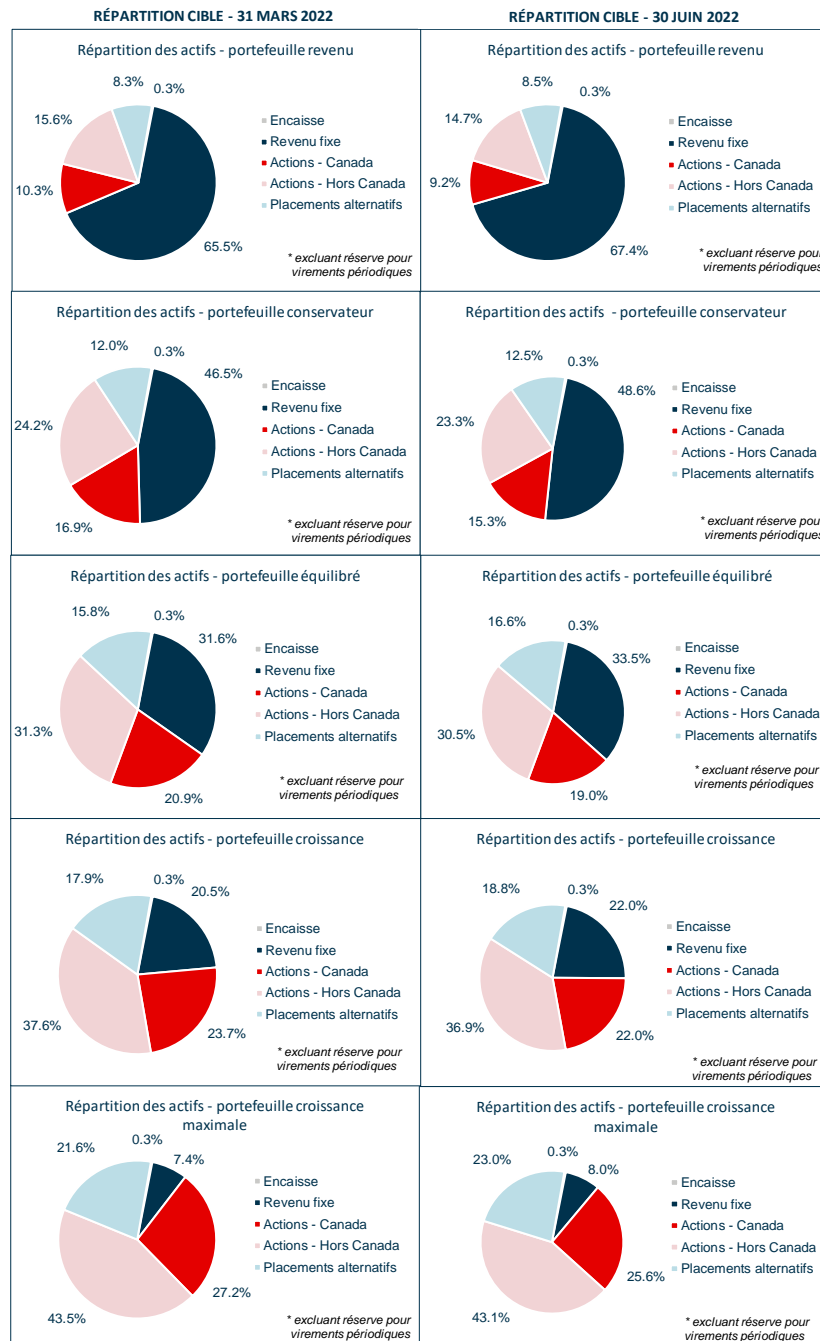 RÉPARTITION CIBLE - 31 MARS 2022
RÉPARTITION CIBLE - 30 JUIN 2022
Répartition des actifs - portefeuille revenu
8.3%
0.3%
15.6%
10.3%
65.5%
Encaisse
Revenu fixe
Actions - Canada
Actions - Hors Canada
Placements alternatifs
* excluant réserve pour
virements périodiques
Répartition des actifs - portefeuille revenu
8.5%
0.3%
14.7%
9.2%
67.4%
Encaisse
Revenu fixe
Actions - Canada
Actions - Hors Canada
Placements alternatifs
* excluant réserve pour
virements périodiques
Répartition des actifs - portefeuille conservateur
12.0%
0.3%
46.5%
24.2%
16.9%
Encaisse
Revenu fixe
Actions - Canada
Actions - Hors Canada
Placements alternatifs
* excluant réserve pour
virements périodiques
Répartition des actifs - portefeuille conservateur
12.5%
0.3%
48.6%
23.3%
15.3%
Encaisse
Revenu fixe
Actions - Canada
Actions - Hors Canada
Placements alternatifs
* excluant réserve pour
virements périodiques
Répartition des actifs - portefeuille équilibré
15.8%
0.3%
31.6%
31.3%
20.9%
Encaisse
Revenu fixe
Actions - Canada
Actions - Hors Canada
Placements alternatifs
* excluant réserve pour
virements périodiques
Répartition des actifs - portefeuille équilibré
16.6%
0.3%
33.5%
30.5%
19.0%
Encaisse
Revenu fixe
Actions - Canada
Actions - Hors Canada
Placements alternatifs
* excluant réserve pour
virements périodiques
Répartition des actifs - portefeuille croissance
17.9%
0.3%
20.5%
37.6%
23.7%
Encaisse
Revenu fixe
Actions - Canada
Actions - Hors Canada
Placements alternatifs
* excluant réserve pour
virements périodiques
Répartition des actifs - portefeuille croissance
18.8%
0.3%
22.0%
36.9%
22.0%
Encaisse
Revenu fixe
Actions - Canada
Actions - Hors Canada
Placements alternatifs
* excluant réserve pour
virements périodiques
Répartition des actifs - portefeuille croissance
maximale
21.6%
0.3%
7.4%
43.5%
27.2%
Encaisse
Revenu fixe
Actions - Canada
Actions - Hors Canada
Placements alternatifs
* excluant réserve pour
virements périodiques
Répartition des actifs - portefeuille croissance
maximale
23.0%
0.3%
8.0%
43.1%
25.6%
Encaisse
Revenu fixe
Actions - Canada
Actions - Hors Canada
Placements alternatifs
* excluant réserve pour
virements périodiques